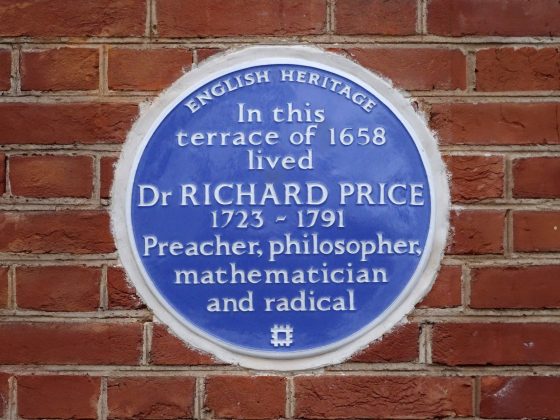 ENGLISH HERITAGE
In this
terrace of 1658
lived
Dr RICHARD PRICE
1723 ~ 1791
Preacher, philosopher,
mathematician
and radical